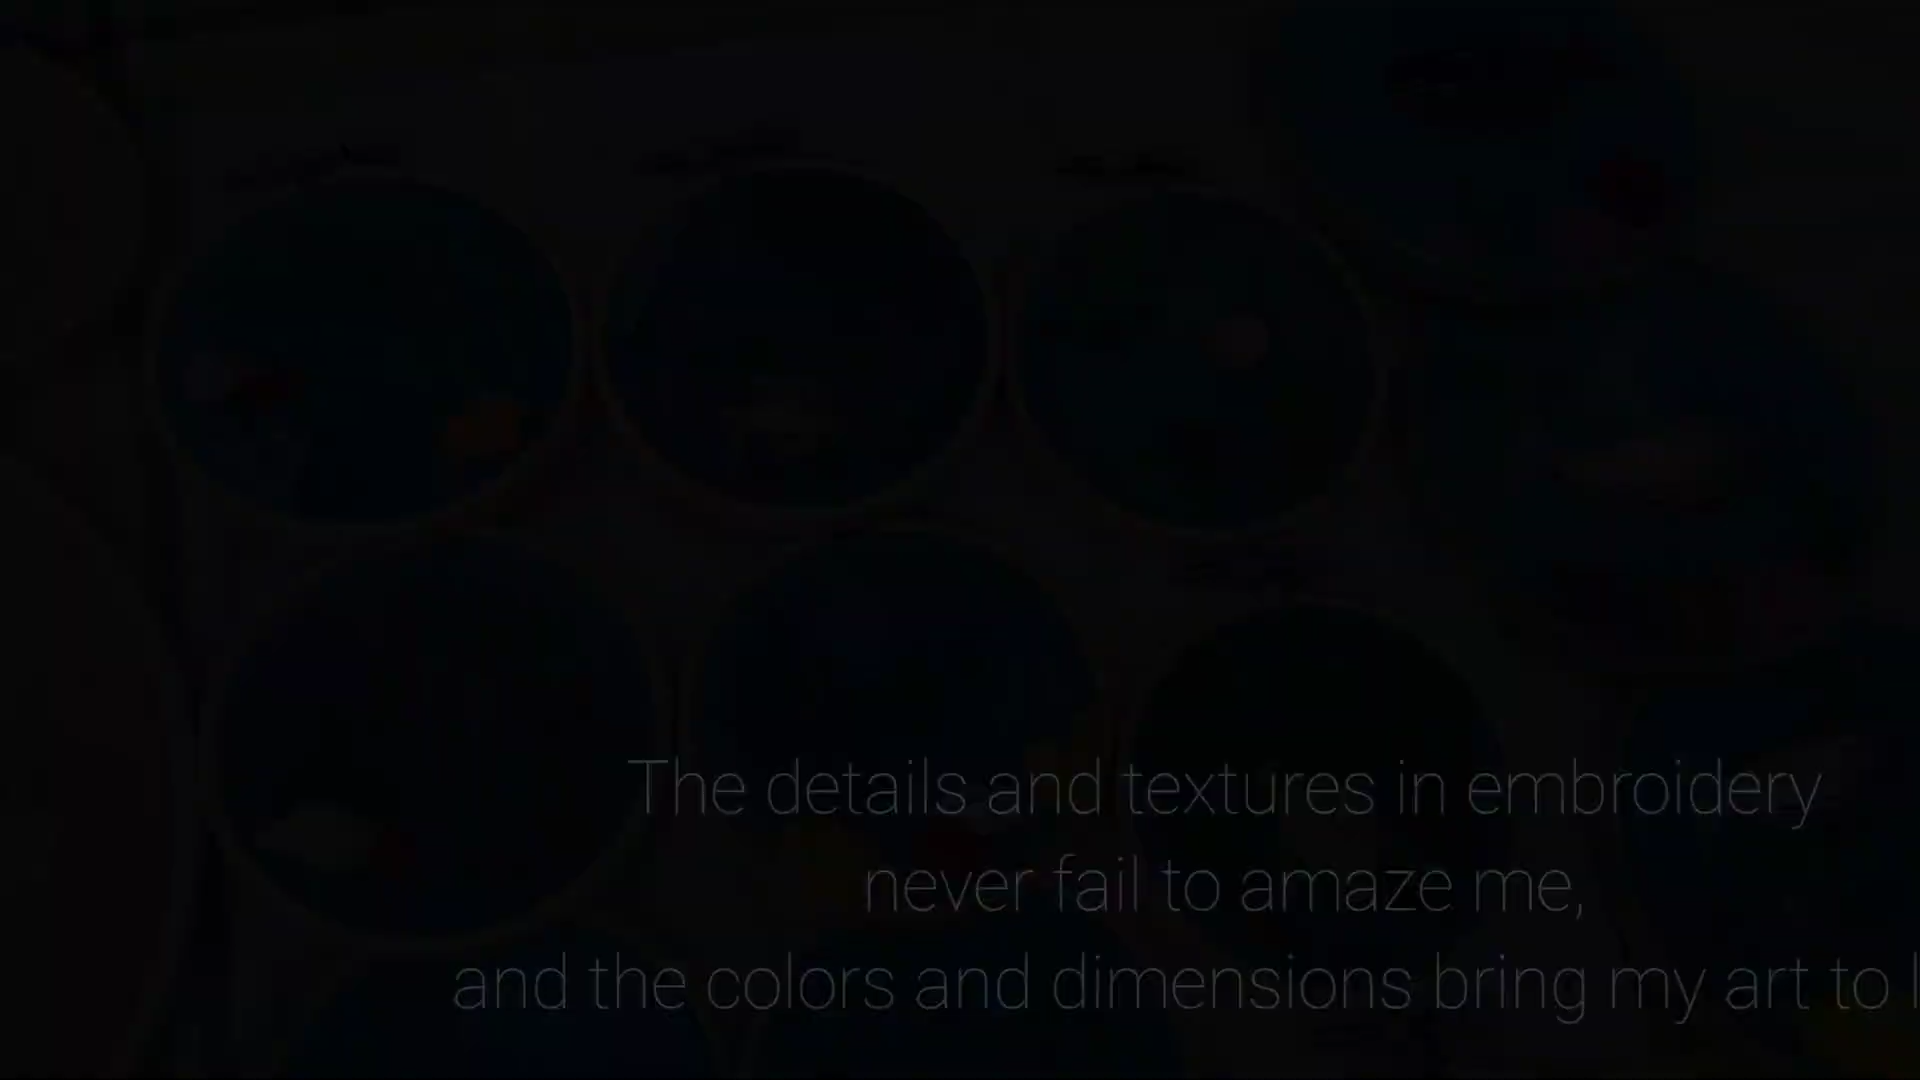 The details and textures in embroidery
never fail to amaze me,
and the colors and dimensions bring my art to